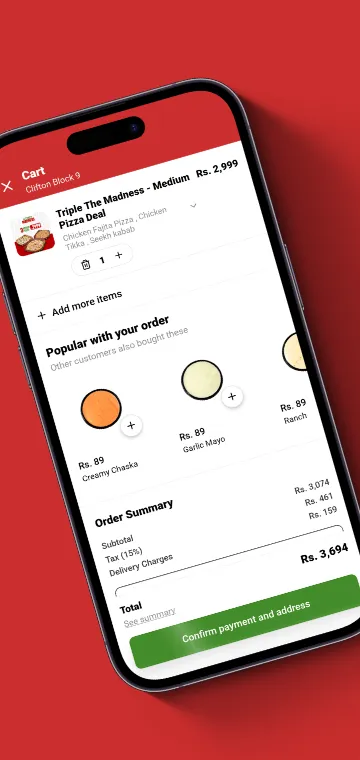 Cart
Clifton Block 9
Triple The Madness - Medium Rs. 2,999
Pizza Deal
Chicken Fajita Pizza , Chicken
Tikka , Seekh kabab
1
Add more items
Popular with your order
Other customers also bought these
Rs. 89
Creamy Chaska
Rs. 89
Garlic Mayo
Rs. 89
Ranch
Order Summary
Subtotal Rs. 3,074
Tax (15%) Rs. 461
Delivery Charges Rs. 159
Total Rs. 3,694
See summary
Confirm payment and address